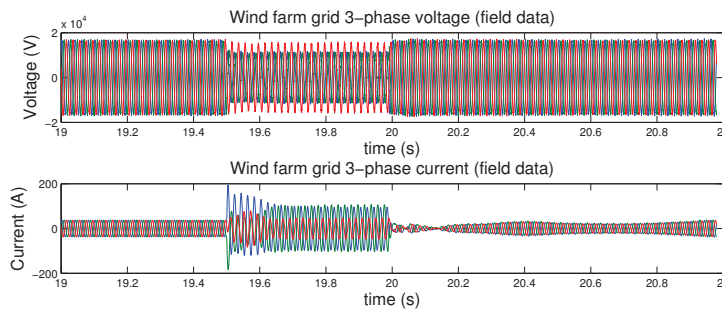 Wind farm grid 3−phase voltage (field data)
x 10⁴
2
0
−2
Voltage (V)
19 19.2 19.4 19.6 19.8 20 20.2 20.4 20.6 20.8 2
time (s)
Wind farm grid 3−phase current (field data)
200
0
−200
Current (A)
19 19.2 19.4 19.6 19.8 20 20.2 20.4 20.6 20.8 2
time (s)